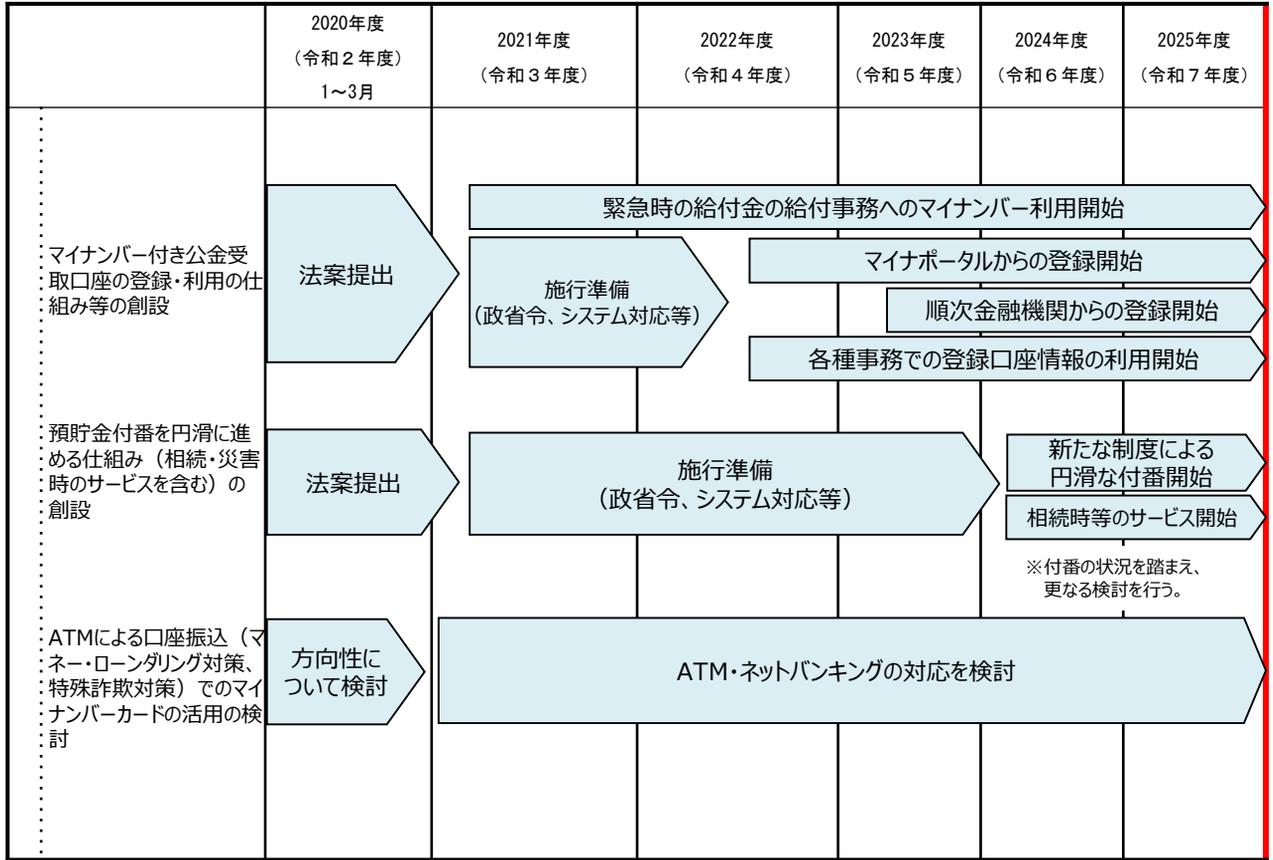 2020年度
（令和２年度）
1～3月
2021年度
（令和３年度）
2022年度
（令和４年度）
2023年度
（令和５年度）
2024年度
（令和６年度）
2025年度
（令和７年度）
マイナンバー付き公金受
取口座の登録・利用の仕
組み等の創設
法案提出
緊急時の給付金の給付事務へのマイナンバー利用開始
施行準備
（政省令、システム対応等）
マイナポータルからの登録開始
順次金融機関からの登録開始
各種事務での登録口座情報の利用開始
預貯金付番を円滑に進
める仕組み（相続・災害
時のサービスを含む）の
創設
法案提出
施行準備
（政省令、システム対応等）
新たな制度による
円滑な付番開始
相続時等のサービス開始
※付番の状況を踏まえ、
更なる検討を行う。
ATMによる口座振込（マ
ネー・ローンダリング対策、
特殊詐欺対策）でのマイ
ナンバーカードの活用の検
討
方向性に
ついて検討
ATM・ネットバンキングの対応を検討